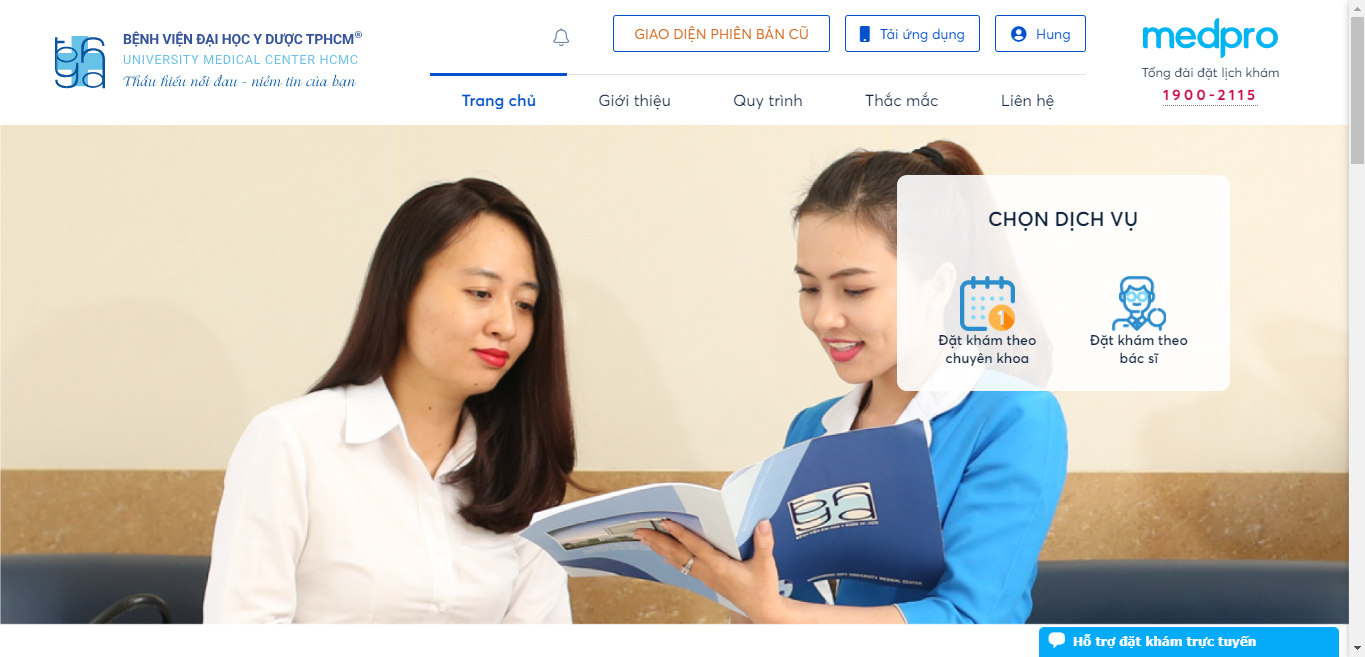 BỆNH VIỆN ĐẠI HỌC Y DƯỢC TPHCM®
UNIVERSITY MEDICAL CENTER HCMC
Thấu hiểu nỗi đau - niềm tin của bạn
GIAO DIỆN PHIÊN BẢN CŨ
Tải ứng dụng
Hung
medpro
Tổng đài đặt lịch khám
1900-2115
Trang chủ
Giới thiệu
Quy trình
Thắc mắc
Liên hệ
CHỌN DỊCH VỤ
1
Đặt khám theo
chuyên khoa
Đặt khám theo
bác sĩ
Hỗ trợ đặt khám trực tuyến